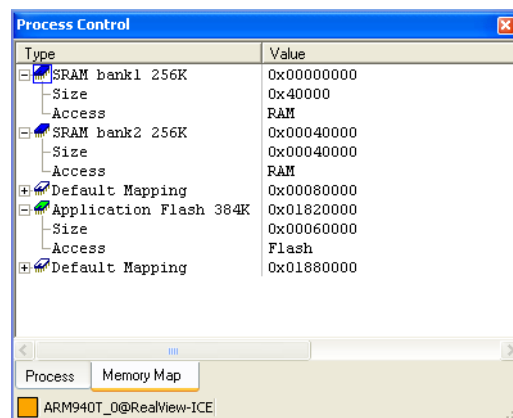 Process Control
Type Value
SRAM bank1 256K 0x00000000
Size 0x40000
Access RAM
SRAM bank2 256K 0x00040000
Size 0x00040000
Access RAM
Default Mapping 0x00080000
Application Flash 384K 0x01820000
Size 0x00060000
Access Flash
Default Mapping 0x01880000
Process Memory Map
ARM940T_0@RealView-ICE